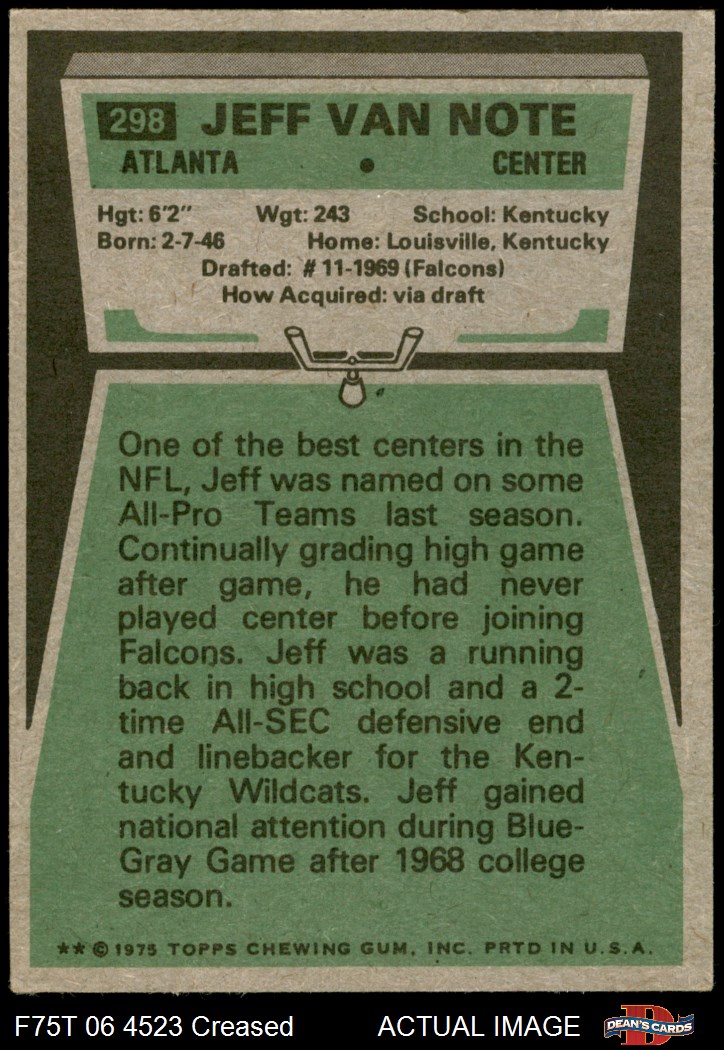 298 JEFF VAN NOTE
ATLANTA • CENTER
Hgt: 6'2" Wgt: 243 School: Kentucky
Born: 2-7-46 Home: Louisville, Kentucky
Drafted: # 11-1969 (Falcons)
How Acquired: via draft
One of the best centers in the
NFL, Jeff was named on some
All-Pro Teams last season.
Continually grading high game
after game, he had never
played center before joining
Falcons. Jeff was a running
back in high school and a 2-
time All-SEC defensive end
and linebacker for the Ken-
tucky Wildcats. Jeff gained
national attention during Blue-
Gray Game after 1968 college
season.
** © 1975 TOPPS CHEWING GUM, INC. PRTD IN U.S.A.
F75T 06 4523 Creased ACTUAL IMAGE
D
DEAN'S CARDS